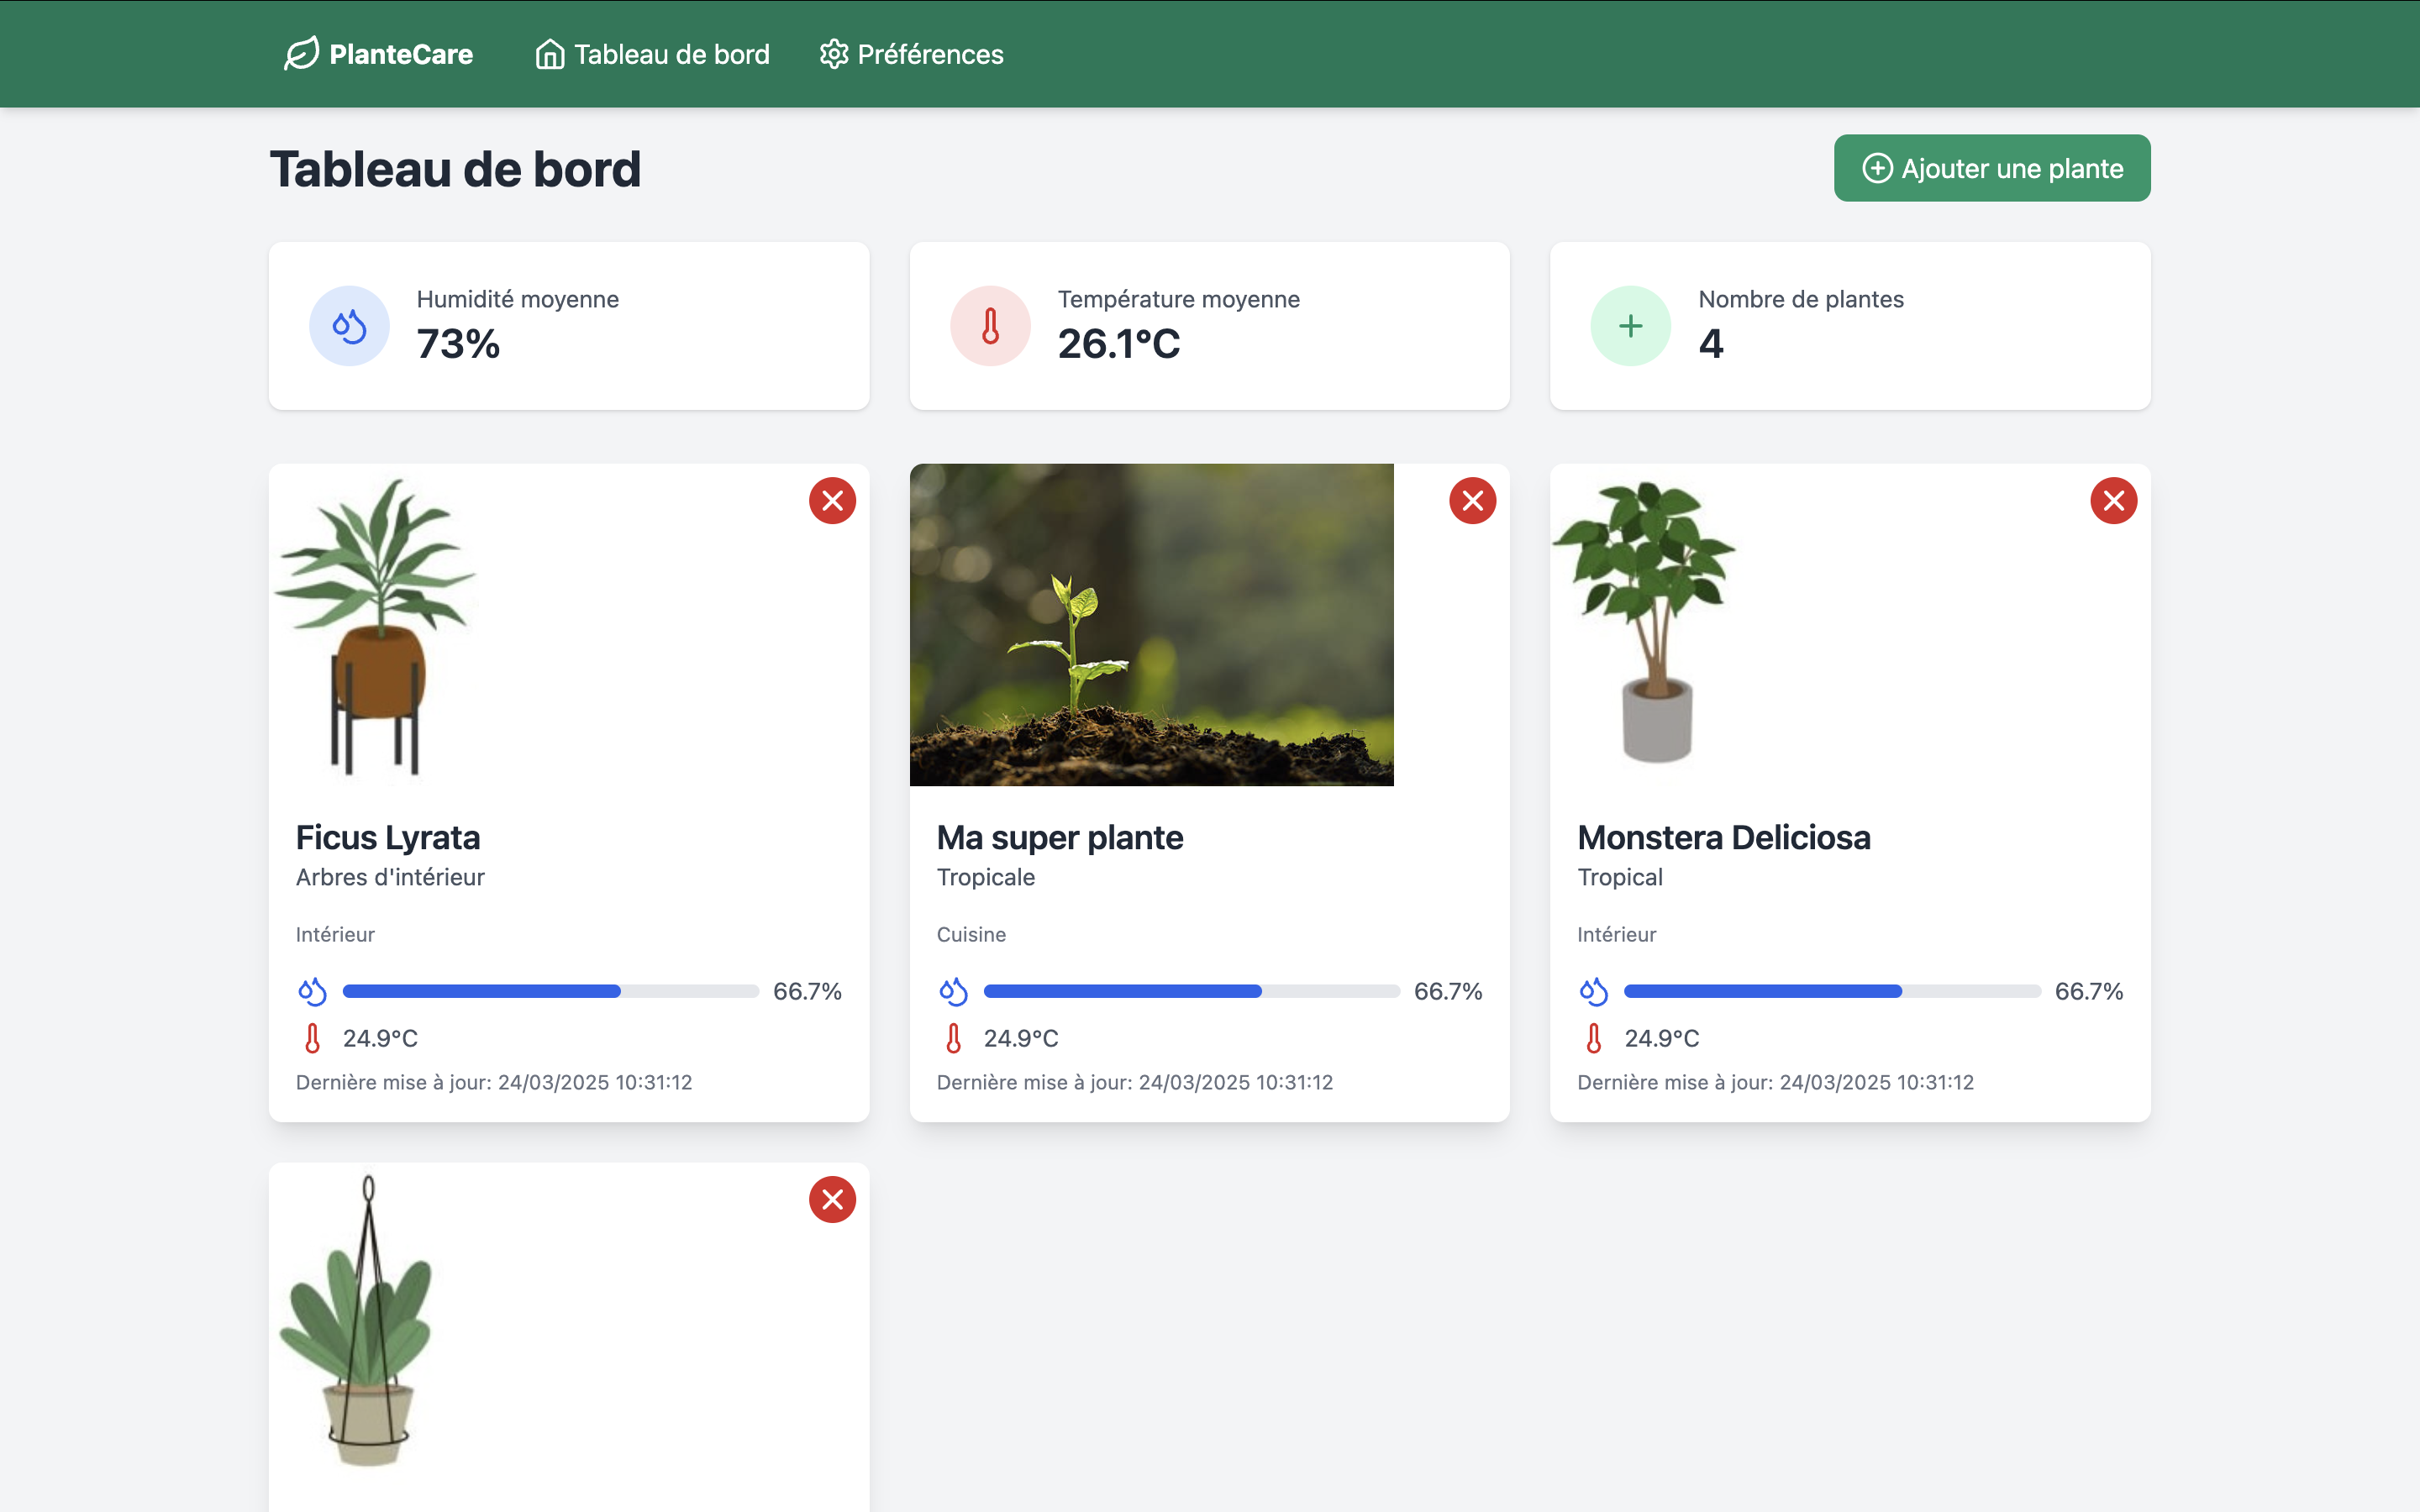 PlanteCare Tableau de bord Préférences
Tableau de bord
Ajouter une plante
Humidité moyenne
73%
Température moyenne
26.1°C
Nombre de plantes
4
Ficus Lyrata
Arbres d'intérieur
Intérieur
66.7%
24.9°C
Dernière mise à jour: 24/03/2025 10:31:12
Ma super plante
Tropicale
Cuisine
66.7%
24.9°C
Dernière mise à jour: 24/03/2025 10:31:12
Monstera Deliciosa
Tropical
Intérieur
66.7%
24.9°C
Dernière mise à jour: 24/03/2025 10:31:12